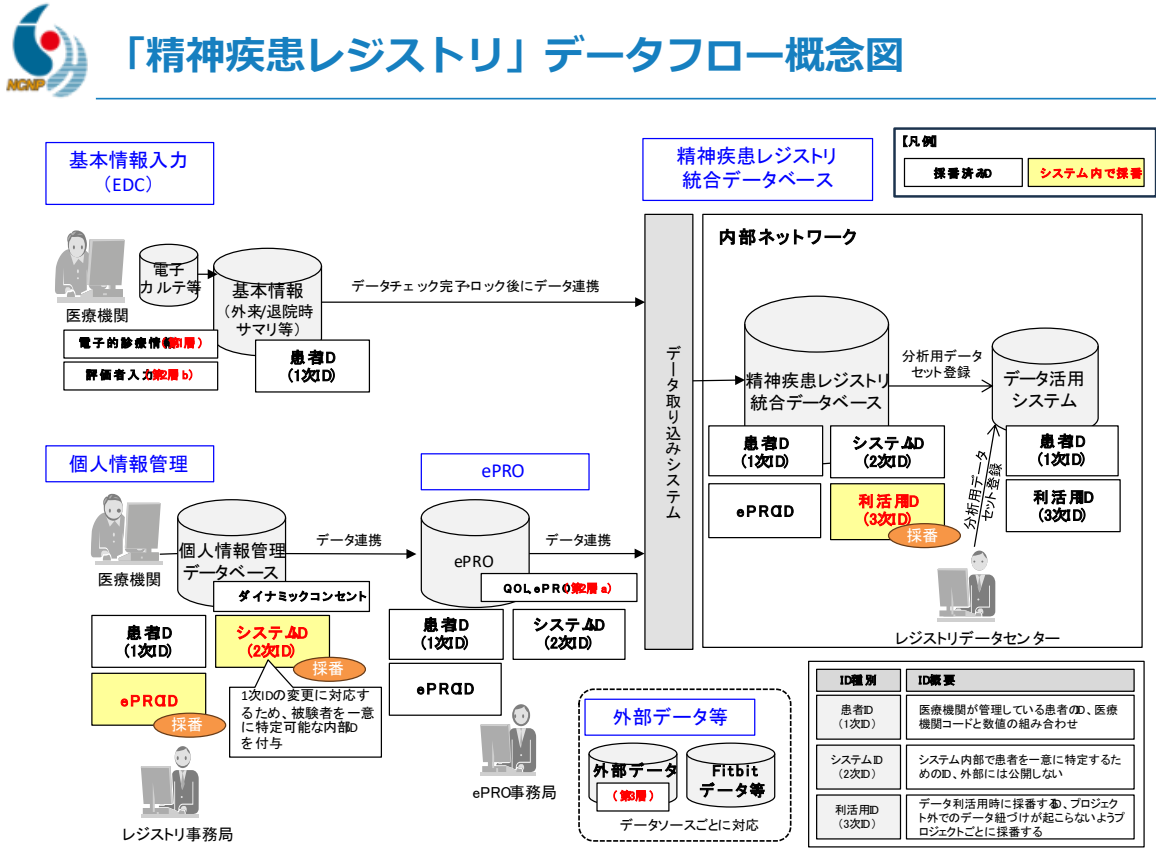 NCNP
「精神疾患レジストリ」データフロー概念図
基本情報入力
（EDC）
精神疾患レジストリ
統合データベース
【凡例】
採番済みID
システム内で採番
電子
カルテ等
医療機関
基本情報
(外来/退院時
サマリ等)
電子的診療情報（第1層）
評価者入力（第2層 b）
患者ID
(1次ID)
データチェック完了→ロック後にデータ連携
データ取り込みシステム
内部ネットワーク
精神疾患レジストリ
統合データベース
分析用データ
セット登録
データ活用
システム
患者ID
(1次ID)
システムID
(2次ID)
ePROID
利活用ID
(3次ID)
採番
患者ID
(1次ID)
利活用ID
(3次ID)
分析用データ
セット登録
レジストリデータセンター
個人情報管理
医療機関
個人情報管理
データベース
ダイナミックコンセント
患者ID
(1次ID)
システムID
(2次ID)
採番
ePROID
採番
1次IDの変更に対応す
るため、被験者を一意
に特定可能な内部ID
を付与
レジストリ事務局
データ連携
ePRO
ePRO
QOL, ePRO（第2層 a）
データ連携
患者ID
(1次ID)
システムID
(2次ID)
ePROID
ePRO事務局
外部データ等
外部データ
（第3層）
Fitbit
データ等
データソースごとに対応
ID種別
ID概要
患者ID
（1次ID）
医療機関が管理している患者のID、医療
機関コードと数値の組み合わせ
システムID
（2次ID）
システム内部で患者を一意に特定するた
めのID、外部には公開しない
利活用ID
（3次ID）
データ利活用時に採番するID、プロジェク
ト外でのデータ紐づけが起こらないようプ
ロジェクトごとに採番する